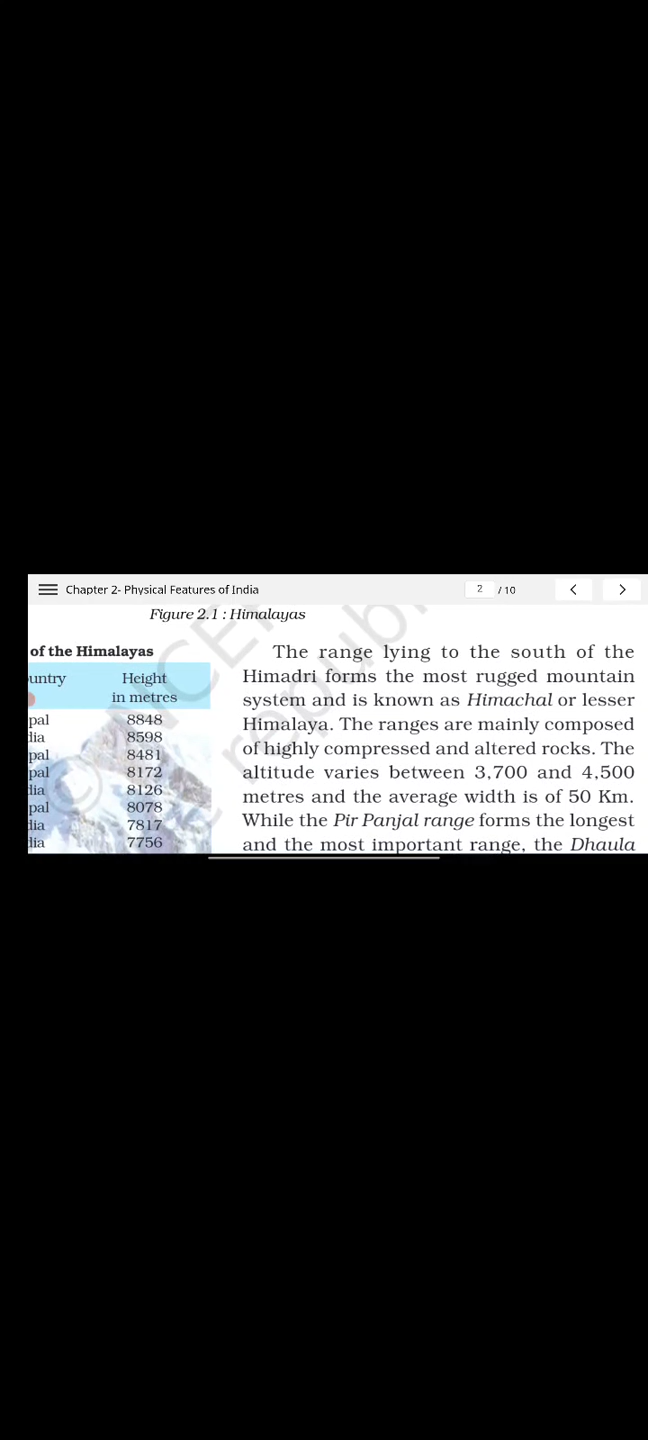 Chapter 2- Physical Features of India
2 / 10
Figure 2.1 : Himalayas
of the Himalayas
Height
in metres
8848
8598
8481
8172
8126
8078
7817
7756
The range lying to the south of the
Himadri forms the most rugged mountain
system and is known as Himachal or lesser
Himalaya. The ranges are mainly composed
of highly compressed and altered rocks. The
altitude varies between 3,700 and 4,500
metres and the average width is of 50 Km.
While the Pir Panjal range forms the longest
and the most important range, the Dhaula